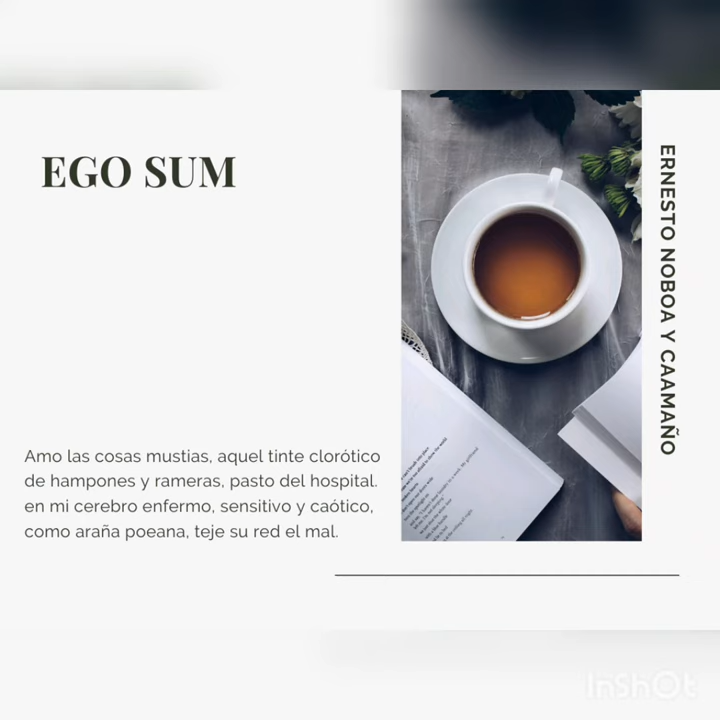 EGO SUM
ERNESTO NOBOA Y CAAMAÑO
Amo las cosas mustias, aquel tinte clorótico
de hampones y rameras, pasto del hospital.
en mi cerebro enfermo, sensitivo y caótico,
como araña poeana, teje su red el mal.
InShOt